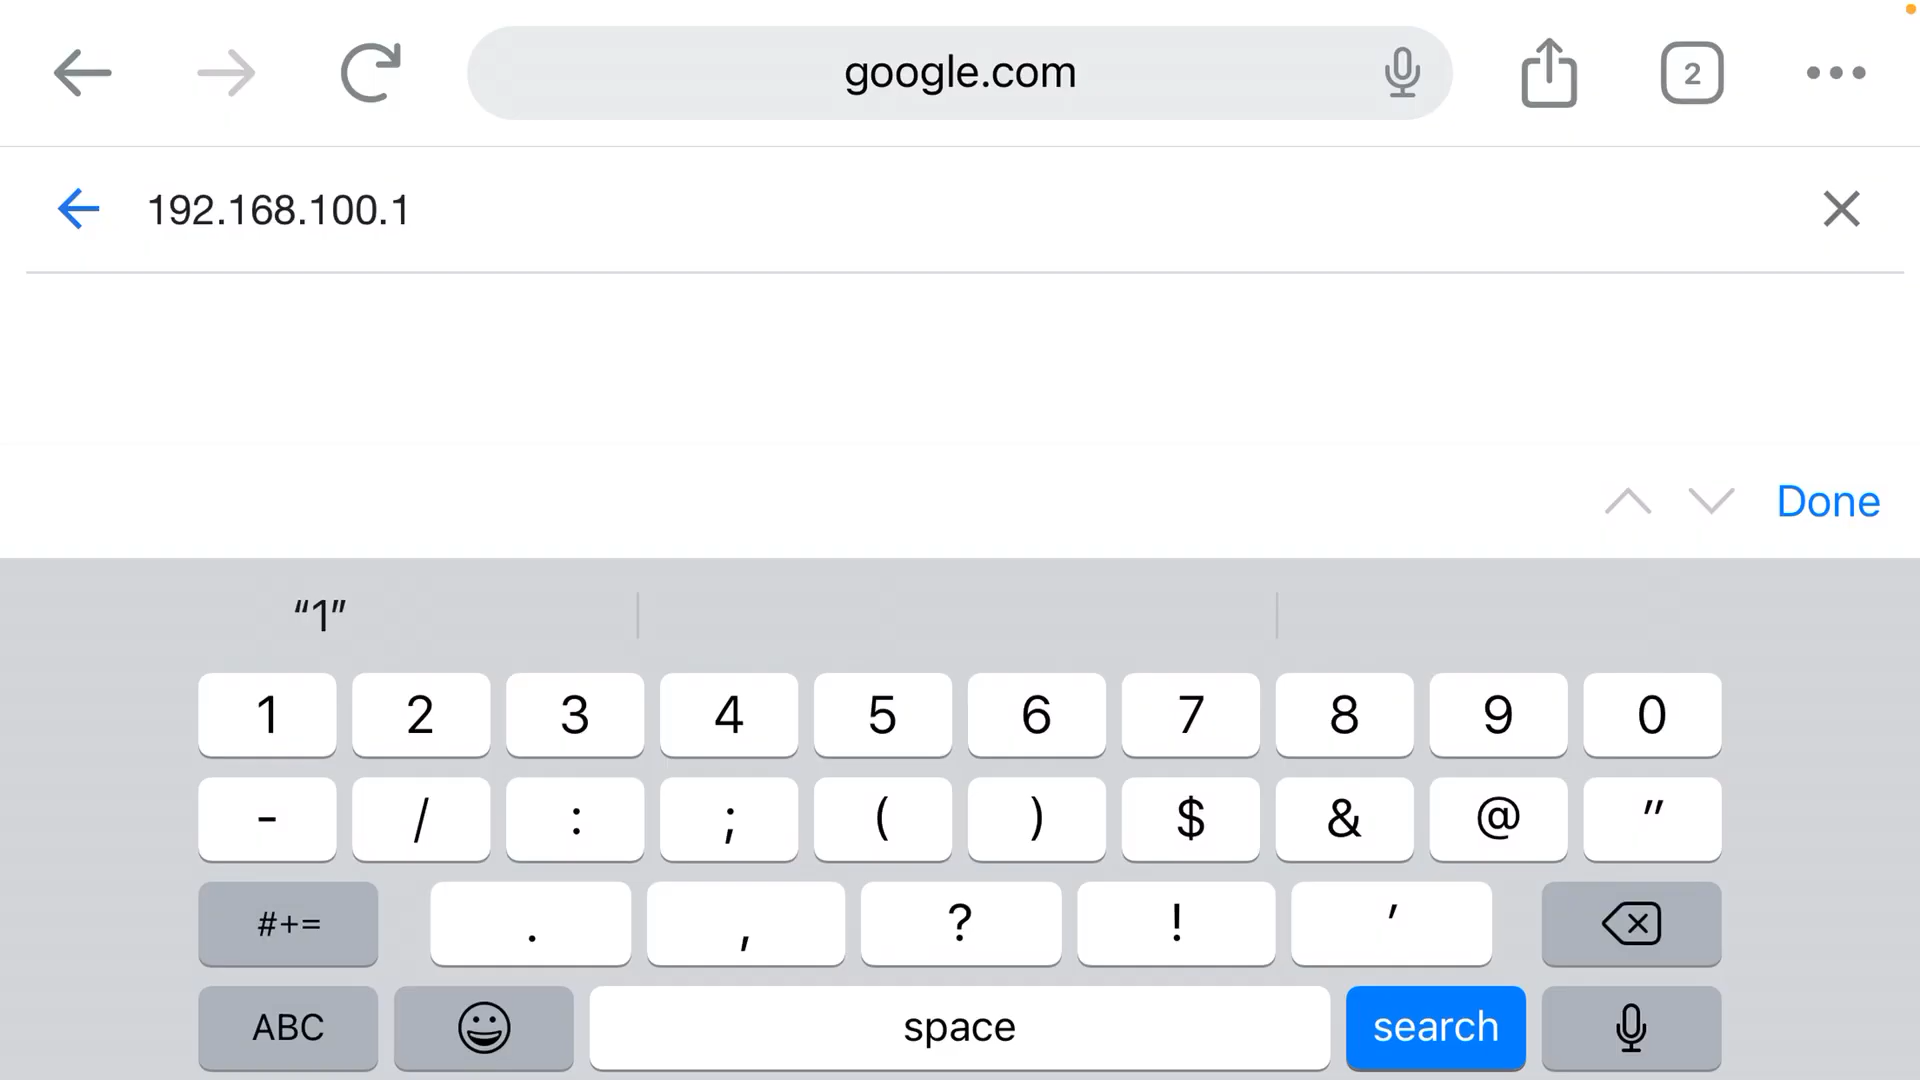 google.com
2
192.168.100.1
Done
“1”
1 2 3 4 5 6 7 8 9 0
- / : ; ( ) $ & @ "
#+= . , ? ! '
ABC space search